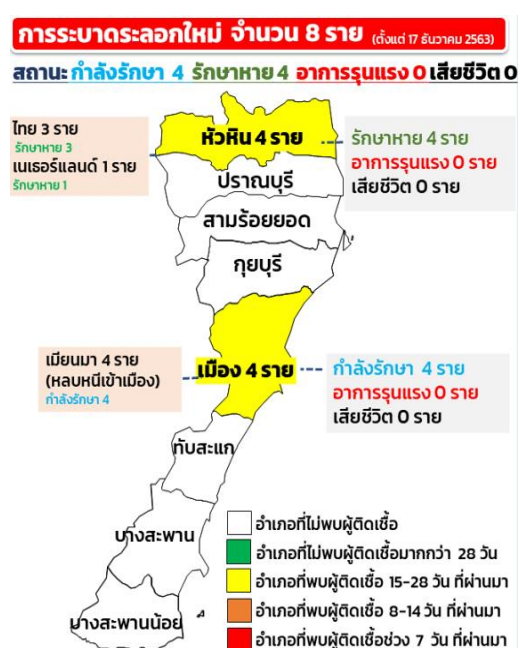 การระบาดระลอกใหม่ จำนวน 8 ราย (ตั้งแต่ 17 ธันวาคม 2563)
สถานะ กำลังรักษา 4 รักษาหาย 4 อาการรุนแรง 0 เสียชีวิต 0
ไทย 3 ราย
รักษาหาย 3
เนเธอร์แลนด์ 1 ราย
รักษาหาย 1
หัวหิน 4 ราย
รักษาหาย 4 ราย
อาการรุนแรง 0 ราย
เสียชีวิต 0 ราย
ปราณบุรี
สามร้อยยอด
กุยบุรี
เมียนมา 4 ราย
(หลบหนีเข้าเมือง)
กำลังรักษา 4
เมือง 4 ราย
กำลังรักษา 4 ราย
อาการรุนแรง 0 ราย
เสียชีวิต 0 ราย
ทับสะแก
บางสะพาน
บางสะพานน้อย
อำเภอที่ไม่พบผู้ติดเชื้อ
อำเภอที่ไม่พบผู้ติดเชื้อมากกว่า 28 วัน
อำเภอที่พบผู้ติดเชื้อ 15-28 วัน ที่ผ่านมา
อำเภอที่พบผู้ติดเชื้อ 8-14 วัน ที่ผ่านมา
อำเภอที่พบผู้ติดเชื้อช่วง 7 วัน ที่ผ่านมา